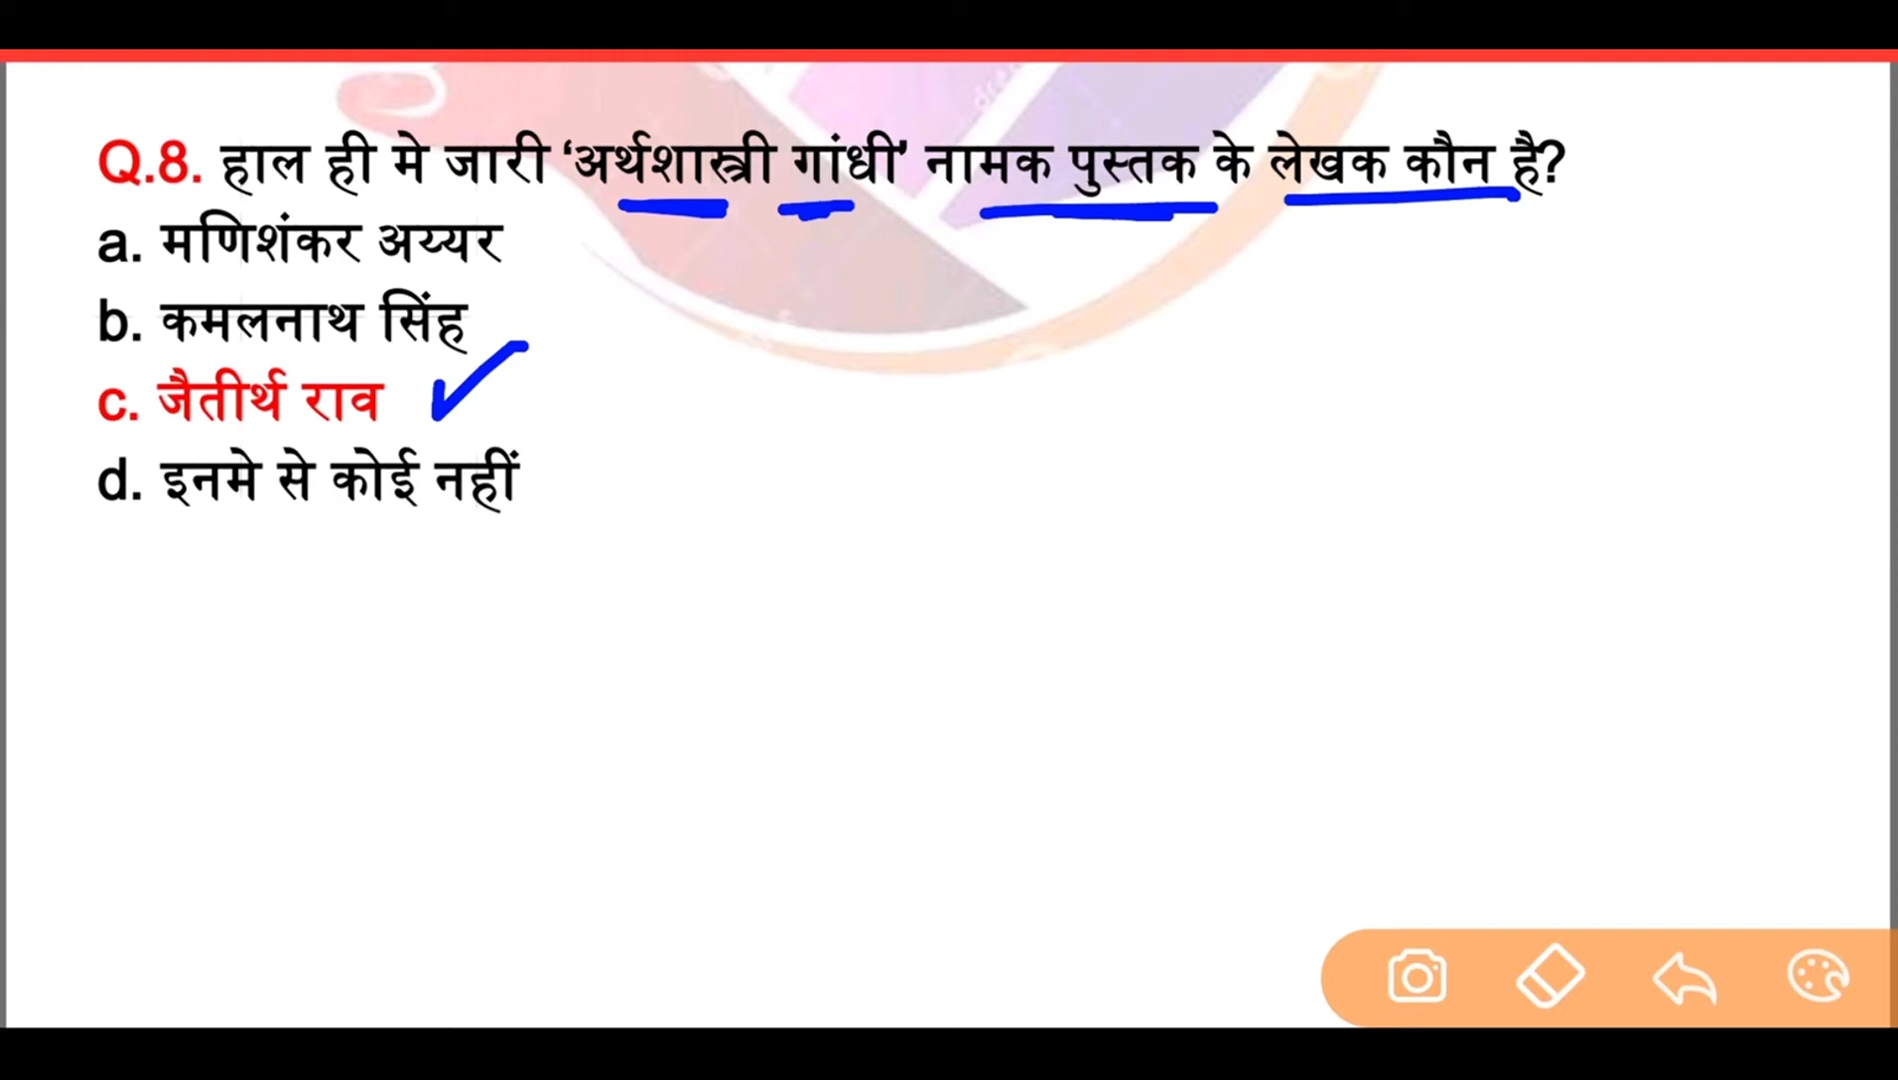 Q.8. हाल ही मे जारी ‘अर्थशास्त्री गांधी’ नामक पुस्तक के लेखक कौन है?
a. मणिशंकर अय्यर
b. कमलनाथ सिंह
c. जैतीर्थ राव
d. इनमे से कोई नहीं